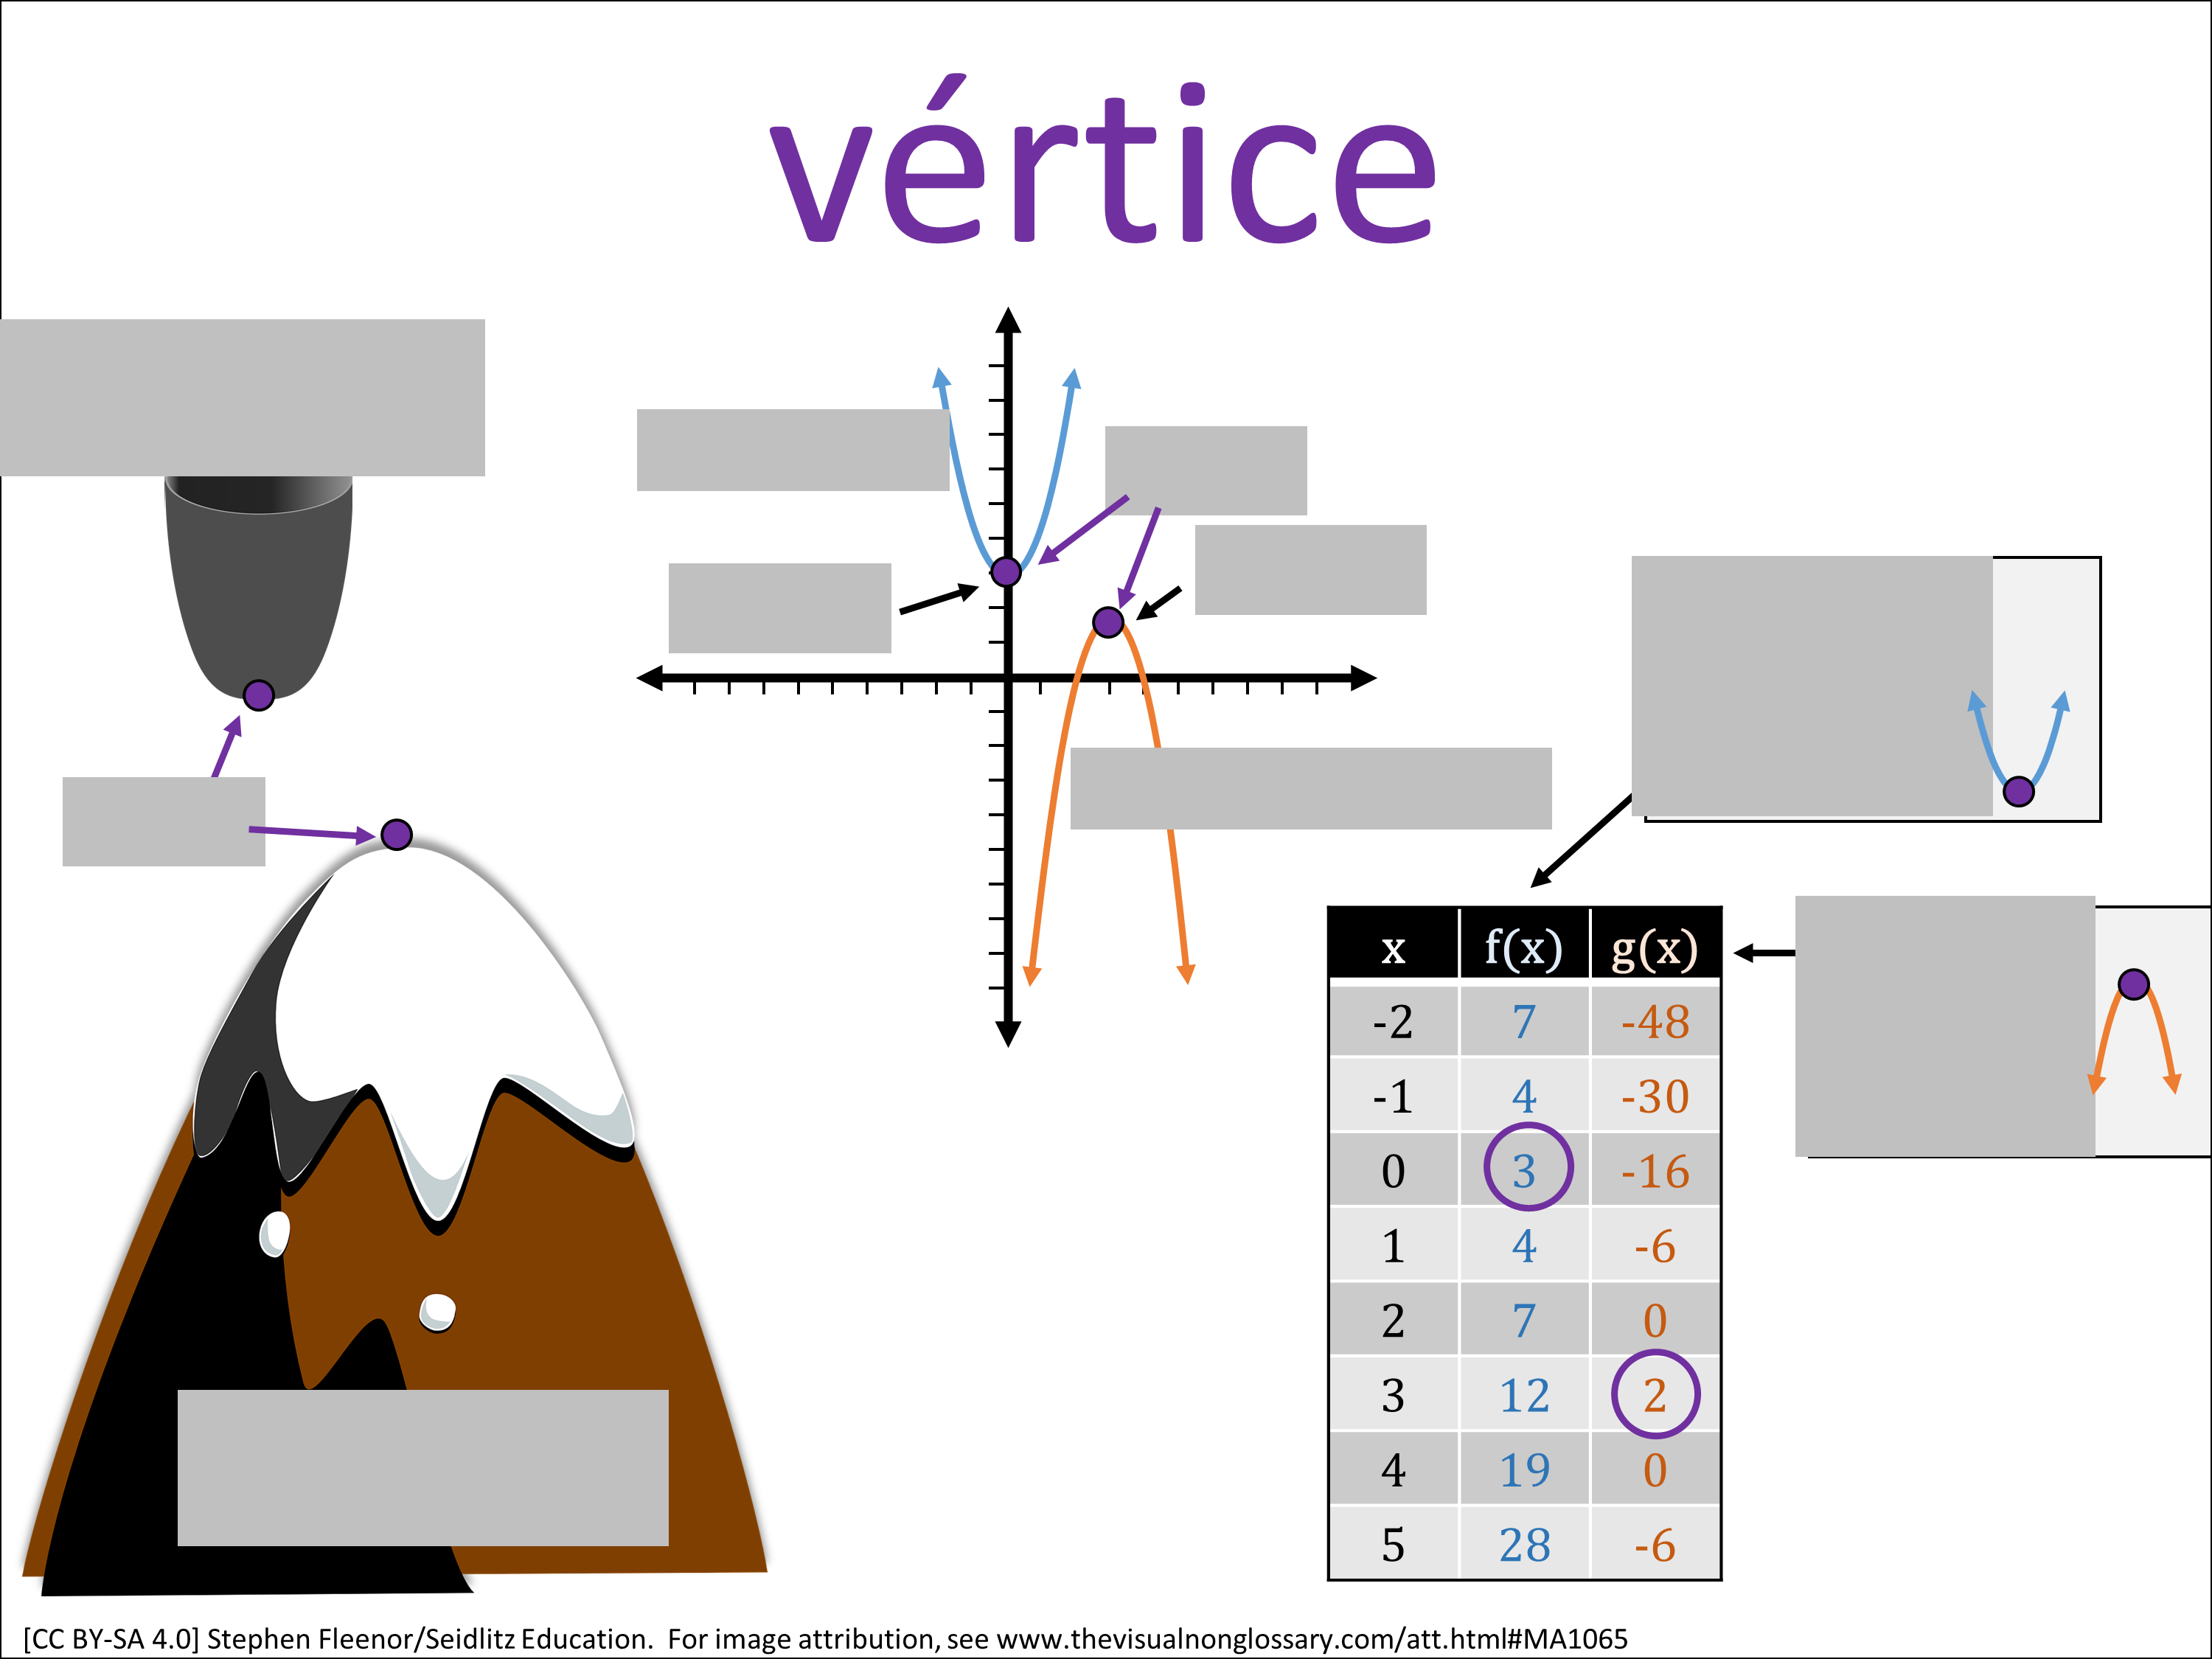 vértice
x f(x) g(x)
-2 7 -48
-1 4 -30
0 3 -16
1 4 -6
2 7 0
3 12 2
4 19 0
5 28 -6
[CC BY-SA 4.0] Stephen Fleenor/Seidlitz Education.  For image attribution, see www.thevisualnonglossary.com/att.html#MA1065